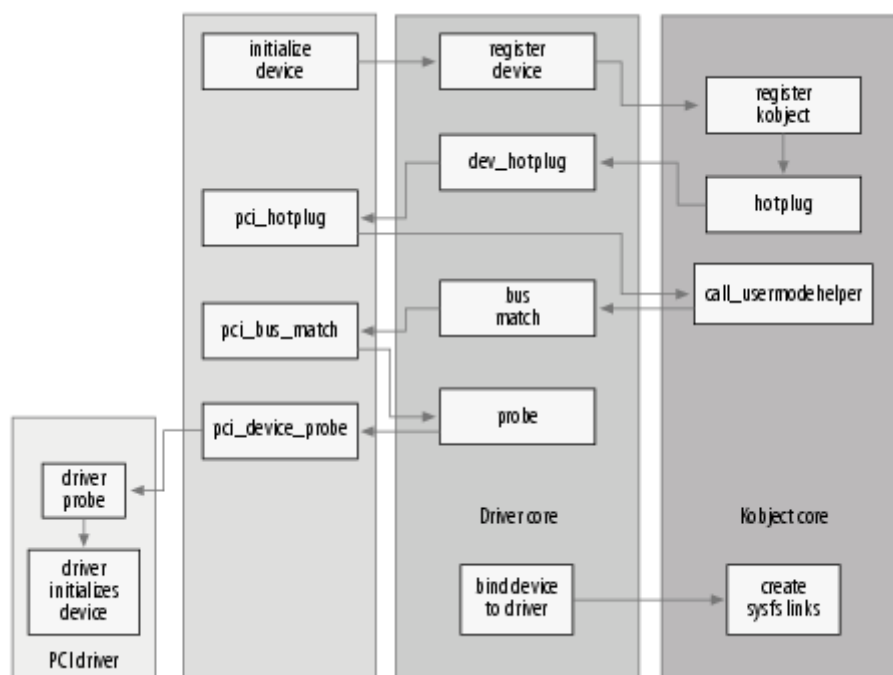 initialize
device
register
device
register
kobject
dev_hotplug
hotplug
pci_hotplug
call_usermodehelper
bus
match
pci_bus_match
probe
pci_device_probe
driver
probe
Driver core
Kobject core
driver
initializes
device
bind device
to driver
create
sysfs links
PCI driver